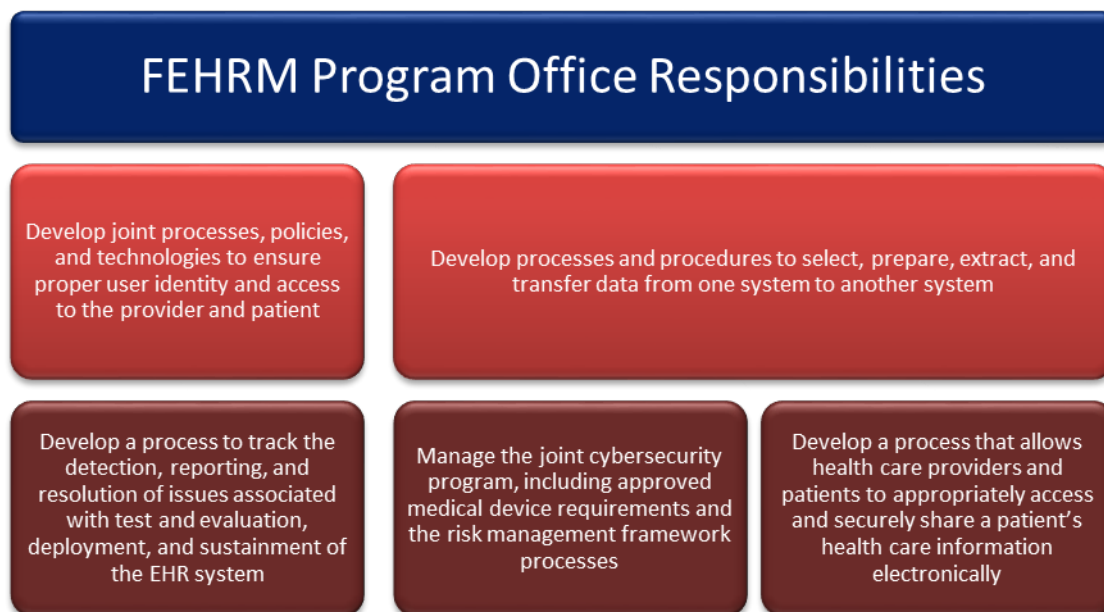 FEHRM Program Office Responsibilities
Develop joint processes, policies,
and technologies to ensure
proper user identity and access
to the provider and patient
Develop processes and procedures to select, prepare, extract, and
transfer data from one system to another system
Develop a process to track the
detection, reporting, and
resolution of issues associated
with test and evaluation,
deployment, and sustainment of
the EHR system
Manage the joint cybersecurity
program, including approved
medical device requirements and
the risk management framework
processes
Develop a process that allows
health care providers and
patients to appropriately access
and securely share a patient’s
health care information
electronically